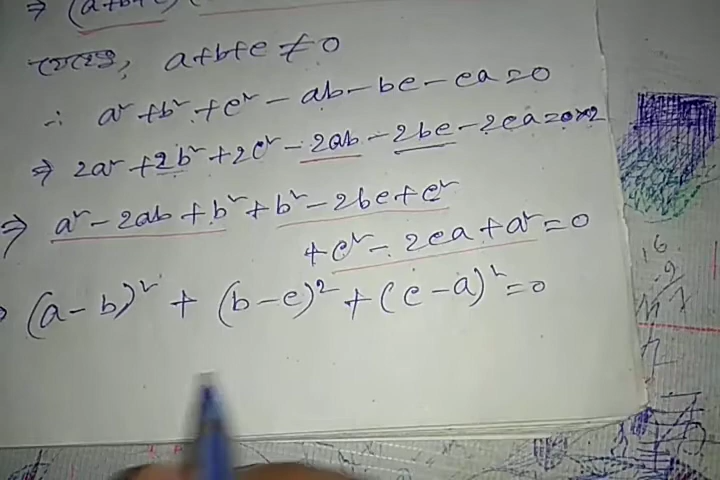 ⇒ (a+b+c)
যেহেতু, a+b+c ≠ 0
∴ a² + b² + c² - ab - bc - ca = 0
⇒ 2a² + 2b² + 2c² - 2ab - 2bc - 2ca = 0×2
⇒ a² - 2ab + b² + b² - 2bc + c²
+ c² - 2ca + a² = 0
(a-b)² + (b-c)² + (c-a)² = 0
16.